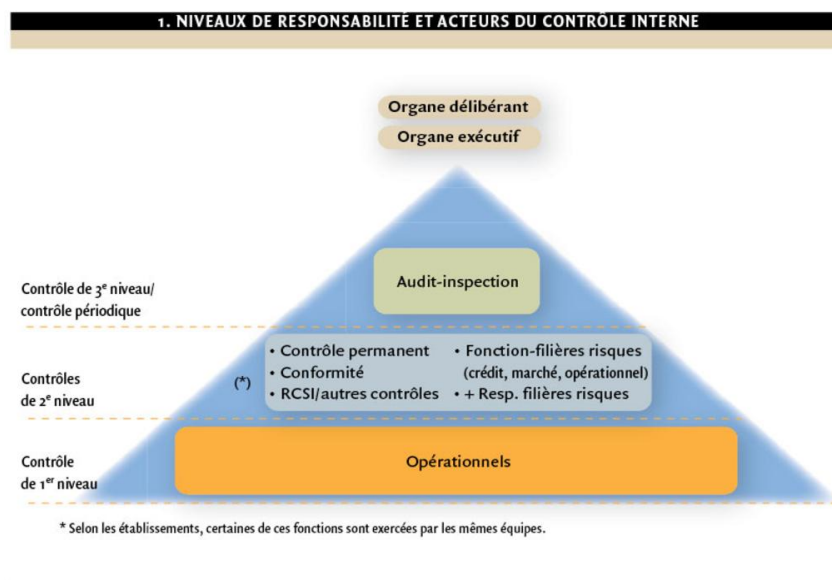 1. NIVEAUX DE RESPONSABILITÉ ET ACTEURS DU CONTRÔLE INTERNE
Organe délibérant
Organe exécutif
Contrôle de 3e niveau/
contrôle périodique
Audit-inspection
Contrôles
de 2e niveau
(*)
• Contrôle permanent
• Conformité
• RCSI/autres contrôles
• Fonction-filières risques
(crédit, marché, opérationnel)
• + Resp. filières risques
Contrôle
de 1er niveau
Opérationnels
* Selon les établissements, certaines de ces fonctions sont exercées par les mêmes équipes.